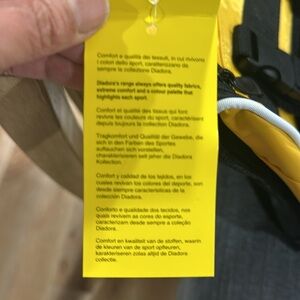 Comfort e qualità dei tessuti, in cui rivivono
i colori dello sport, caratterizzano da
sempre la collezione Diadora.
Diadora's range always offers quality fabrics,
extreme comfort and a colour palette that
highlights each sport.
Confort et qualité des tissus qui font
revivre les couleurs du sport, caractérisent
depuis toujours la collection Diadora.
Tragkomfort und Qualität der Gewebe, die
sich in den Farben des Sportes
auftauchen sich vorstellen,
charakterisieren seit jeher die Diadora
Kollektion.
Confort y calidad de los tejidos, en los
cuales reviven los colores del deporte, son
desde siempre características de la
colección Diadora.
Conforto e qualidade dos tecidos, nos
quais revivem as cores do esporte,
caracterizam desde sempre a coleção
Diadora.
Comfort en kwaliteit van de stoffen, waarin
de kleuren van de sport opleven,
karakteriseren zolas altijd de Diadora
collectie.